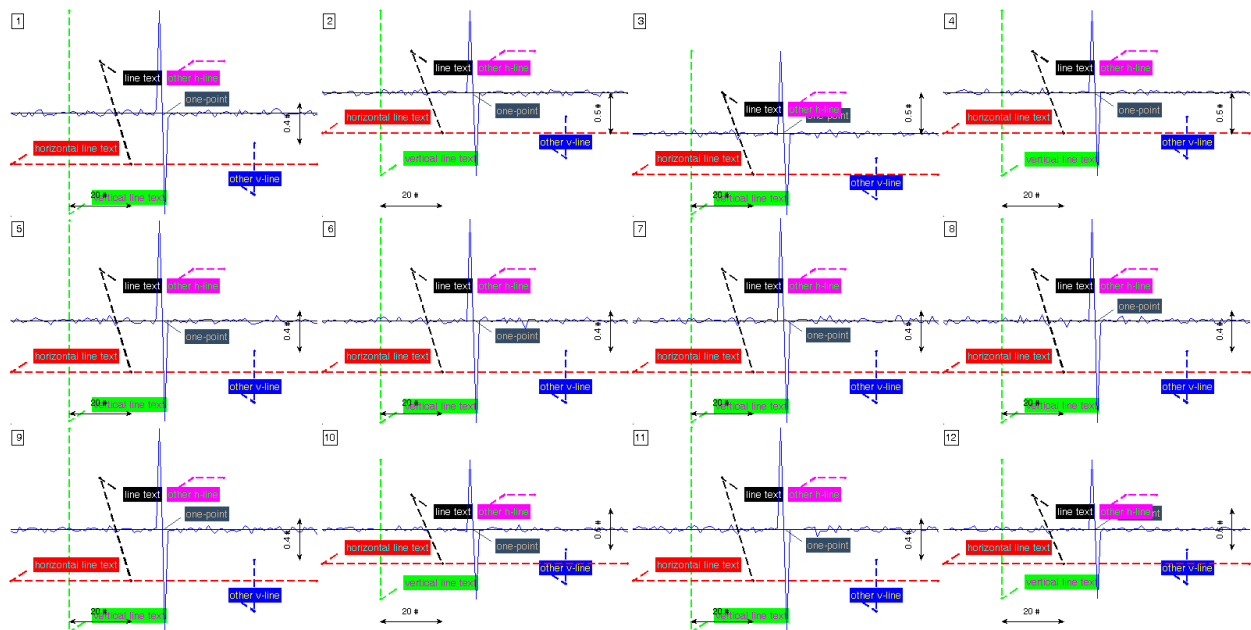 1
line text other h-line
one-point
0.4 #
horizontal line text
other v-line
vertical line text
20 #
2
line text other h-line
one-point
0.5 #
horizontal line text
other v-line
vertical line text
20 #
3
line text other h-line
one-point
0.5 #
horizontal line text
other v-line
vertical line text
20 #
4
line text other h-line
one-point
0.5 #
horizontal line text
other v-line
vertical line text
20 #
5
line text other h-line
one-point
0.4 #
horizontal line text
other v-line
vertical line text
20 #
6
line text other h-line
one-point
0.4 #
horizontal line text
other v-line
vertical line text
20 #
7
line text other h-line
one-point
0.4 #
horizontal line text
other v-line
vertical line text
20 #
8
line text other h-line
one-point
0.4 #
horizontal line text
other v-line
vertical line text
20 #
9
line text other h-line
one-point
0.4 #
horizontal line text
other v-line
vertical line text
20 #
10
line text other h-line
one-point
0.5 #
horizontal line text
other v-line
vertical line text
20 #
11
line text other h-line
one-point
0.4 #
horizontal line text
other v-line
vertical line text
20 #
12
line text other h-line
0.5 #
horizontal line text
other v-line
vertical line text
20 #